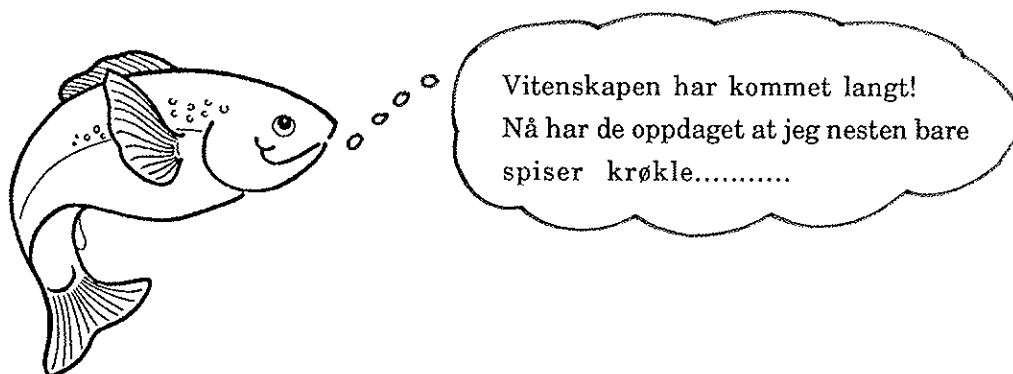 Vitenskapen har kommet langt!
Nå har de oppdaget at jeg nesten bare
spiser krøkle...........